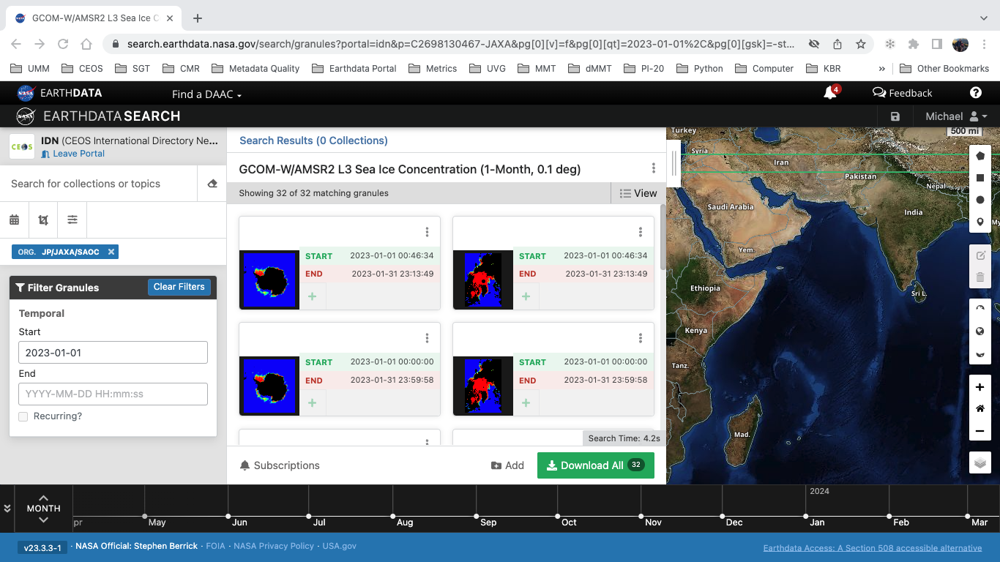 GCOM-W/AMSR2 L3 Sea Ice C
search.earthdata.nasa.gov/search/granules?portal=idn&p=C2698130467-JAXA&pg[0][v]=f&pg[0][qt]=2023-01-01%2C&pg[0][gsk]=-st...
UMM CEOS SGT CMR Metadata Quality Earthdata Portal Metrics UVG MMT dMMT PI-20 Python Computer KBR » Other Bookmarks
NASA EARTHDATA Find a DAAC 4 Feedback
EARTHDATA SEARCH Michael
CEOS IDN (CEOS International Directory Ne...
Leave Portal
Search for collections or topics
ORG. JP/JAXA/SAOC
Filter Granules Clear Filters
Temporal
Start
2023-01-01
End
YYYY-MM-DD HH:mm:ss
Recurring?
Search Results (0 Collections)
GCOM-W/AMSR2 L3 Sea Ice Concentration (1-Month, 0.1 deg)
Showing 32 of 32 matching granules View
START 2023-01-01 00:46:34
END 2023-01-31 23:13:49
START 2023-01-01 00:46:34
END 2023-01-31 23:13:49
START 2023-01-01 00:00:00
END 2023-01-31 23:59:58
START 2023-01-01 00:00:00
END 2023-01-31 23:59:58
Search Time: 4.2s
Subscriptions Add Download All 32
Turkey
500 mi
Syria
Iran
Pakistan
Nepal
Saudi Arabia
India
My
Yem.
Ethiopia
Sri L.
Kenya
Tanz.
Mad.
MONTH
2024
pr May Jun Jul Aug Sep Oct Nov Dec Jan Feb Mar
v23.3.3-1 · NASA Official: Stephen Berrick · FOIA · NASA Privacy Policy · USA.gov
Earthdata Access: A Section 508 accessible alternative